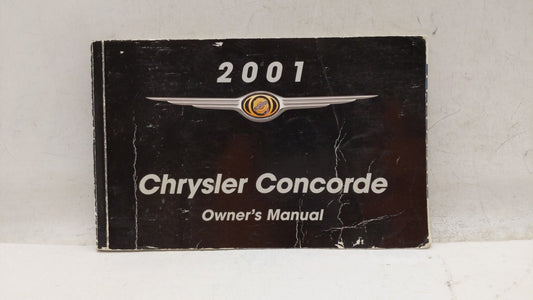 2001
Chrysler Concorde
Owner's Manual